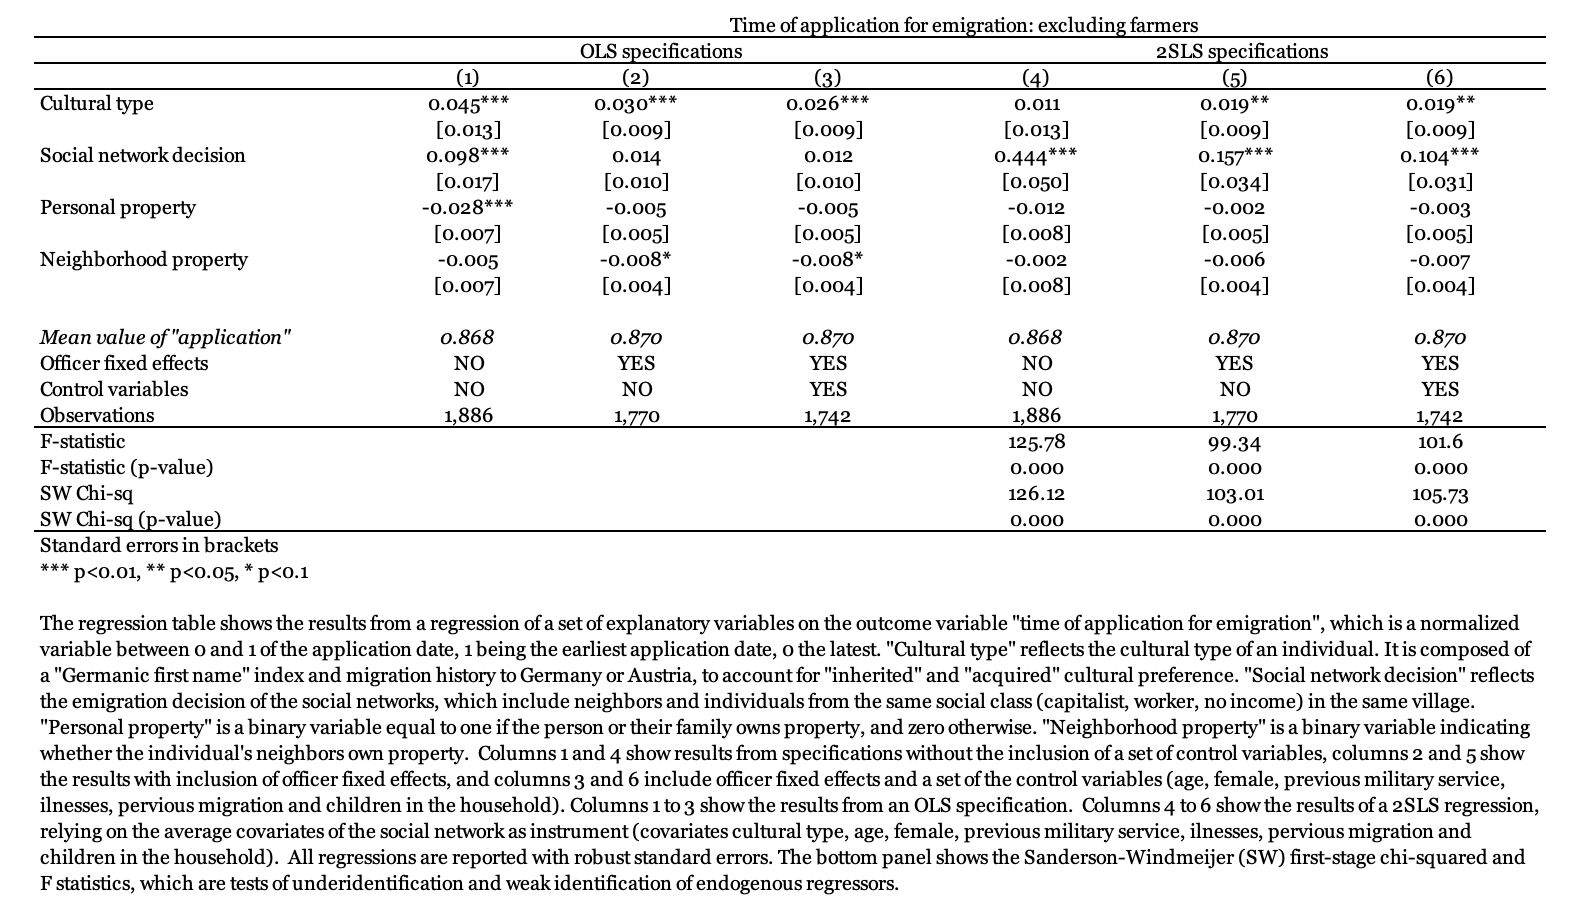 Time of application for emigration: excluding farmers
OLS specifications 2SLS specifications
(1) (2) (3) (4) (5) (6)
Cultural type 0.045*** 0.030*** 0.026*** 0.011 0.019** 0.019**
[0.013] [0.009] [0.009] [0.013] [0.009] [0.009]
Social network decision 0.098*** 0.014 0.012 0.444*** 0.157*** 0.104***
[0.017] [0.010] [0.010] [0.050] [0.034] [0.031]
Personal property -0.028*** -0.005 -0.005 -0.012 -0.002 -0.003
[0.007] [0.005] [0.005] [0.008] [0.005] [0.005]
Neighborhood property -0.005 -0.008* -0.008* -0.002 -0.006 -0.007
[0.007] [0.004] [0.004] [0.008] [0.004] [0.004]
Mean value of "application" 0.868 0.870 0.870 0.868 0.870 0.870
Officer fixed effects NO YES YES NO YES YES
Control variables NO NO YES NO NO YES
Observations 1,886 1,770 1,742 1,886 1,770 1,742
F-statistic 125.78 99.34 101.6
F-statistic (p-value) 0.000 0.000 0.000
SW Chi-sq 126.12 103.01 105.73
SW Chi-sq (p-value) 0.000 0.000 0.000
Standard errors in brackets
*** p<0.01, ** p<0.05, * p<0.1
The regression table shows the results from a regression of a set of explanatory variables on the outcome variable "time of application for emigration", which is a normalized
variable between 0 and 1 of the application date, 1 being the earliest application date, 0 the latest. "Cultural type" reflects the cultural type of an individual. It is composed of
a "Germanic first name" index and migration history to Germany or Austria, to account for "inherited" and "acquired" cultural preference. "Social network decision" reflects
the emigration decision of the social networks, which include neighbors and individuals from the same social class (capitalist, worker, no income) in the same village.
"Personal property" is a binary variable equal to one if the person or their family owns property, and zero otherwise. "Neighborhood property" is a binary variable indicating
whether the individual's neighbors own property. Columns 1 and 4 show results from specifications without the inclusion of a set of control variables, columns 2 and 5 show
the results with inclusion of officer fixed effects, and columns 3 and 6 include officer fixed effects and a set of the control variables (age, female, previous military service,
ilnesses, pervious migration and children in the household). Columns 1 to 3 show the results from an OLS specification. Columns 4 to 6 show the results of a 2SLS regression,
relying on the average covariates of the social network as instrument (covariates cultural type, age, female, previous military service, ilnesses, pervious migration and
children in the household). All regressions are reported with robust standard errors. The bottom panel shows the Sanderson-Windmeijer (SW) first-stage chi-squared and
F statistics, which are tests of underidentification and weak identification of endogenous regressors.